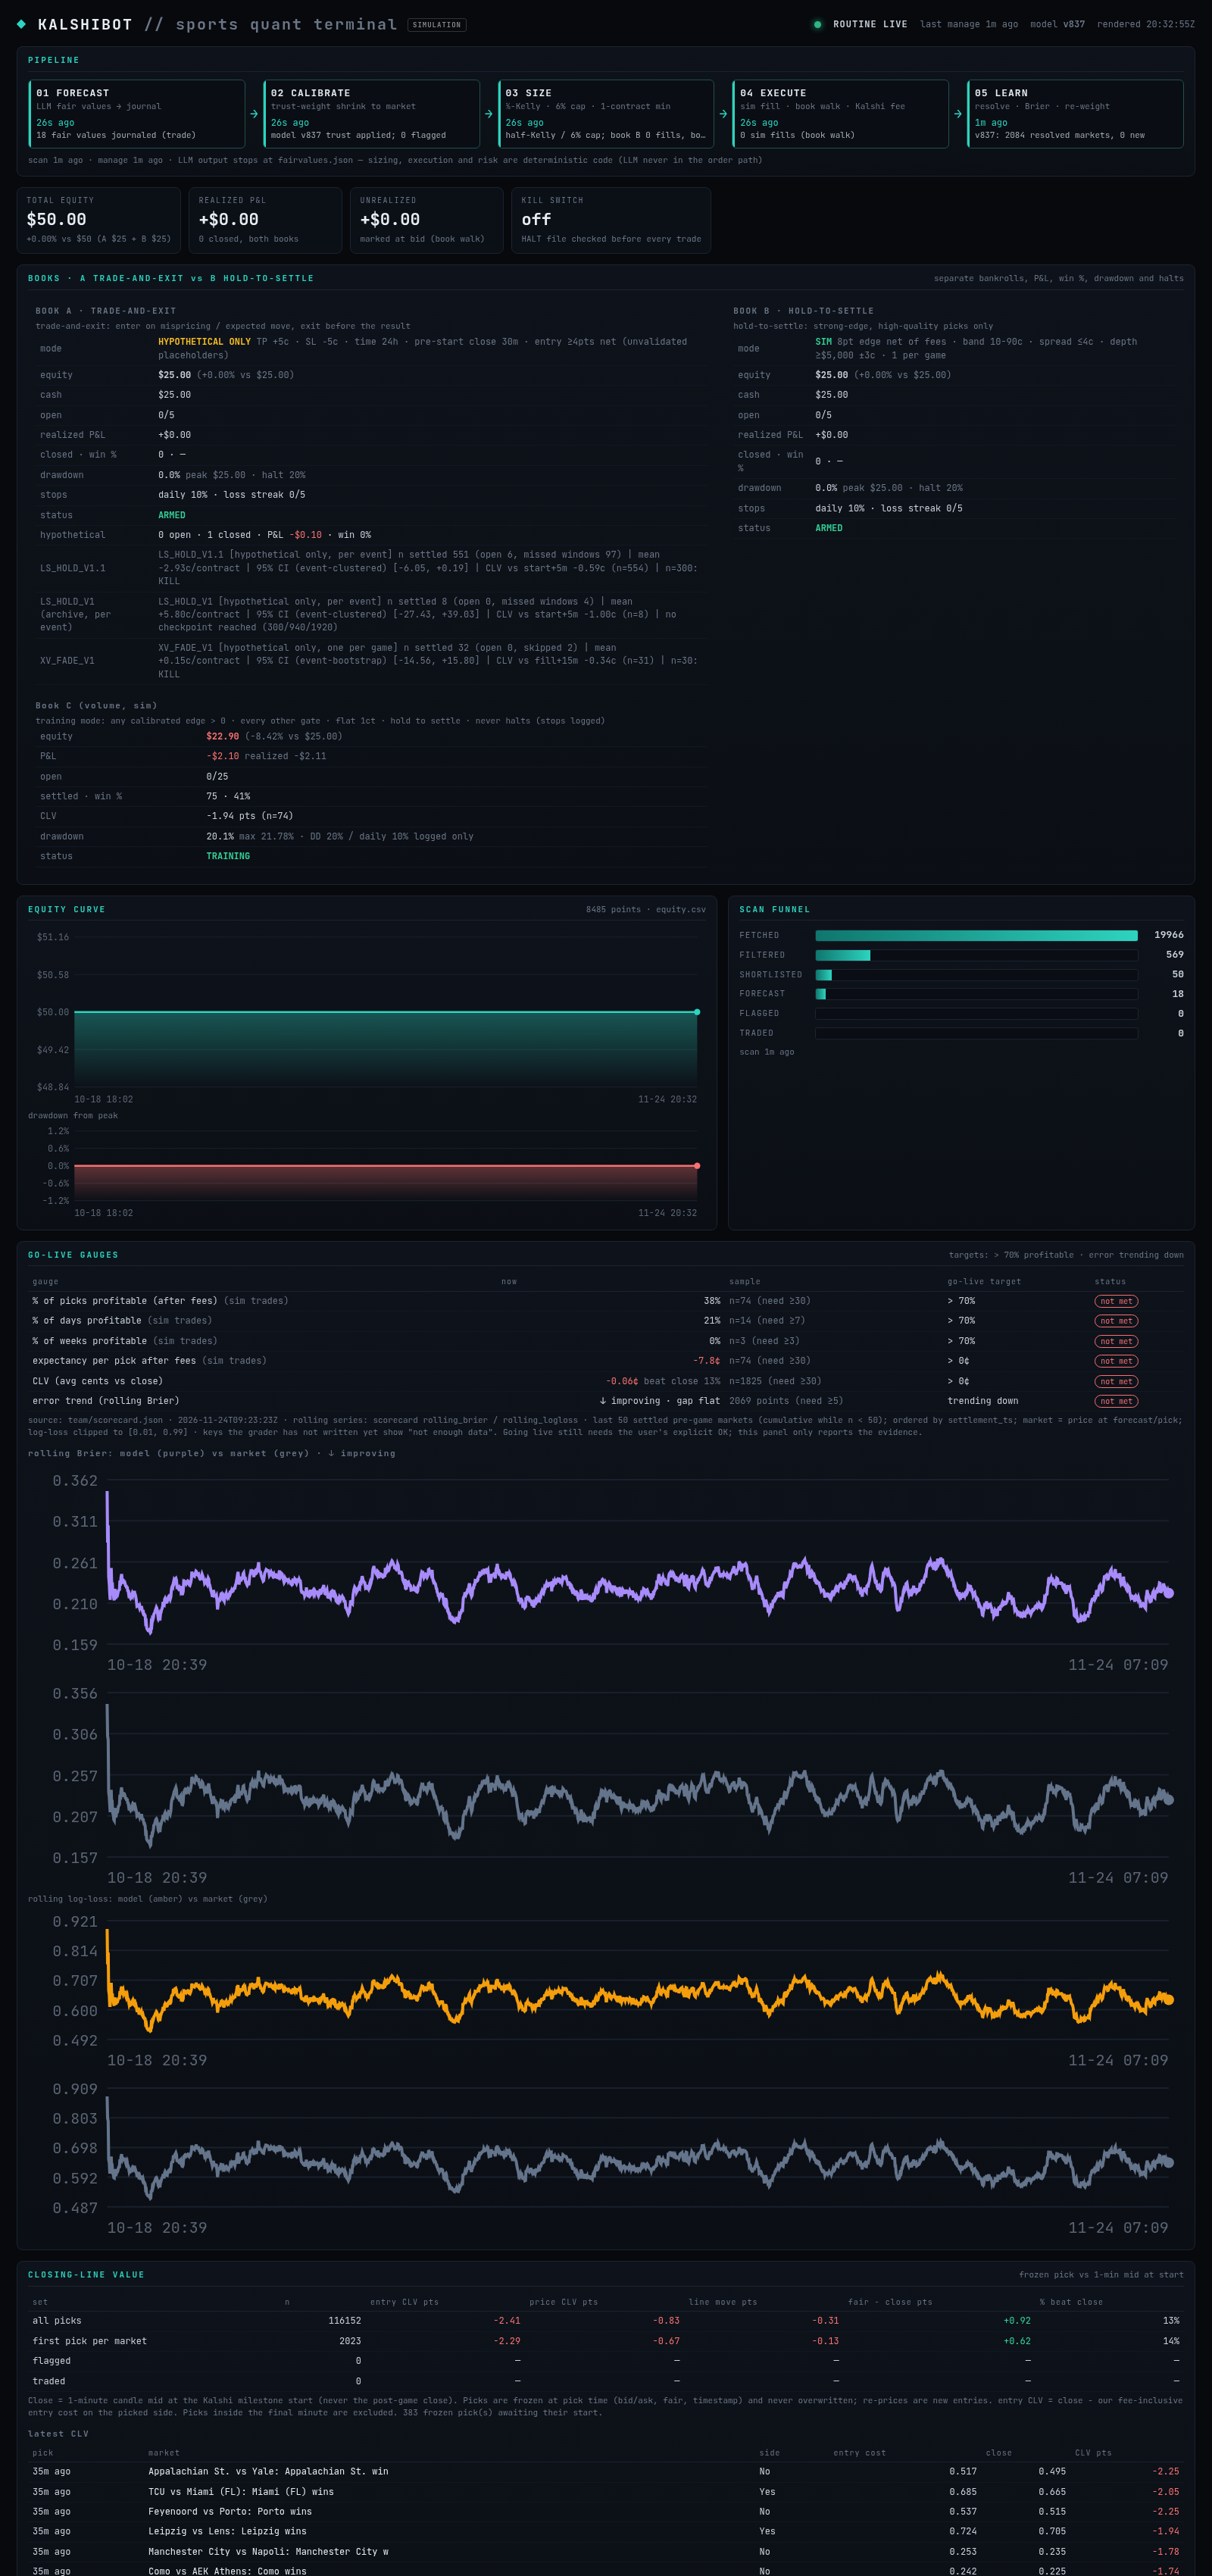 ◆ KALSHIBOT // sports quant terminal SIMULATION
ROUTINE LIVE last manage 1m ago model v837 rendered 20:32:55Z
PIPELINE
01 FORECAST
LLM fair values → journal
26s ago
18 fair values journaled (trade)
→
02 CALIBRATE
trust-weight shrink to market
26s ago
model v837 trust applied; 0 flagged
→
03 SIZE
½-Kelly · 6% cap · 1-contract min
26s ago
half-Kelly / 6% cap; book B 0 fills, bo…
→
04 EXECUTE
sim fill · book walk · Kalshi fee
26s ago
0 sim fills (book walk)
→
05 LEARN
resolve · Brier · re-weight
1m ago
v837: 2084 resolved markets, 0 new
scan 1m ago · manage 1m ago · LLM output stops at fairvalues.json — sizing, execution and risk are deterministic code (LLM never in the order path)
TOTAL EQUITY
$50.00
+0.00% vs $50 (A $25 + B $25)
REALIZED P&L
+$0.00
0 closed, both books
UNREALIZED
+$0.00
marked at bid (book walk)
KILL SWITCH
off
HALT file checked before every trade
BOOKS · A TRADE-AND-EXIT vs B HOLD-TO-SETTLE
separate bankrolls, P&L, win %, drawdown and halts
BOOK A · TRADE-AND-EXIT
trade-and-exit: enter on mispricing / expected move, exit before the result
mode HYPOTHETICAL ONLY TP +5c · SL -5c · time 24h · pre-start close 30m · entry ≥4pts net (unvalidated
placeholders)
equity $25.00 (+0.00% vs $25.00)
cash $25.00
open 0/5
realized P&L +$0.00
closed · win % 0 · —
drawdown 0.0% peak $25.00 · halt 20%
stops daily 10% · loss streak 0/5
status ARMED
hypothetical 0 open · 1 closed · P&L -$0.10 · win 0%
LS_HOLD_V1.1 LS_HOLD_V1.1 [hypothetical only, per event] n settled 551 (open 6, missed windows 97) | mean
-2.93c/contract | 95% CI (event-clustered) [-6.05, +0.19] | CLV vs start+5m -0.59c (n=554) | n=300:
KILL
LS_HOLD_V1 (archive, per event) LS_HOLD_V1 [hypothetical only, per event] n settled 8 (open 0, missed windows 4) | mean
+5.80c/contract | 95% CI (event-clustered) [-27.43, +39.03] | CLV vs start+5m -1.00c (n=8) | no
checkpoint reached (300/940/1920)
XV_FADE_V1 XV_FADE_V1 [hypothetical only, one per game] n settled 32 (open 0, skipped 2) | mean
+0.15c/contract | 95% CI (event-bootstrap) [-14.56, +15.80] | CLV vs fill+15m -0.34c (n=31) | n=30:
KILL
BOOK B · HOLD-TO-SETTLE
hold-to-settle: strong-edge, high-quality picks only
mode SIM 8pt edge net of fees · band 10-90c · spread ≤4c · depth
≥$5,000 ±3c · 1 per game
equity $25.00 (+0.00% vs $25.00)
cash $25.00
open 0/5
realized P&L +$0.00
closed · win % 0 · —
drawdown 0.0% peak $25.00 · halt 20%
stops daily 10% · loss streak 0/5
status ARMED
Book C (volume, sim)
training mode: any calibrated edge > 0 · every other gate · flat 1ct · hold to settle · never halts (stops logged)
equity $22.90 (-8.42% vs $25.00)
P&L -$2.10 realized -$2.11
open 0/25
settled · win % 75 · 41%
CLV -1.94 pts (n=74)
drawdown 20.1% max 21.78% · DD 20% / daily 10% logged only
status TRAINING
EQUITY CURVE
8485 points · equity.csv
$51.16
$50.58
$50.00
$49.42
$48.84
10-18 18:02 11-24 20:32
drawdown from peak
1.2%
0.6%
0.0%
-0.6%
-1.2%
10-18 18:02 11-24 20:32
SCAN FUNNEL
FETCHED 19966
FILTERED 569
SHORTLISTED 50
FORECAST 18
FLAGGED 0
TRADED 0
scan 1m ago
GO-LIVE GAUGES
targets: > 70% profitable · error trending down
gauge now sample go-live target status
% of picks profitable (after fees) (sim trades) 38% n=74 (need ≥30) > 70% not met
% of days profitable (sim trades) 21% n=14 (need ≥7) > 70% not met
% of weeks profitable (sim trades) 0% n=3 (need ≥3) > 70% not met
expectancy per pick after fees (sim trades) -7.8¢ n=74 (need ≥30) > 0¢ not met
CLV (avg cents vs close) -0.06¢ beat close 13% n=1825 (need ≥30) > 0¢ not met
error trend (rolling Brier) ↓ improving · gap flat 2069 points (need ≥5) trending down not met
source: team/scorecard.json · 2026-11-24T09:23:23Z · rolling series: scorecard rolling_brier / rolling_logloss · last 50 settled pre-game markets (cumulative while n < 50); ordered by settlement_ts; market = price at forecast/pick;
log-loss clipped to [0.01, 0.99] · keys the grader has not written yet show "not enough data". Going live still needs the user's explicit OK; this panel only reports the evidence.
rolling Brier: model (purple) vs market (grey) · ↓ improving
0.362
0.311
0.261
0.210
0.159
10-18 20:39 11-24 07:09
0.356
0.306
0.257
0.207
0.157
10-18 20:39 11-24 07:09
rolling log-loss: model (amber) vs market (grey)
0.921
0.814
0.707
0.600
0.492
10-18 20:39 11-24 07:09
0.909
0.803
0.698
0.592
0.487
10-18 20:39 11-24 07:09
CLOSING-LINE VALUE
frozen pick vs 1-min mid at start
set n entry CLV pts price CLV pts line move pts fair - close pts % beat close
all picks 116152 -2.41 -0.83 -0.31 +0.92 13%
first pick per market 2023 -2.29 -0.67 -0.13 +0.62 14%
flagged 0 — — — — —
traded 0 — — — — —
Close = 1-minute candle mid at the Kalshi milestone start (never the post-game close). Picks are frozen at pick time (bid/ask, fair, timestamp) and never overwritten; re-prices are new entries. entry CLV = close - our fee-inclusive
entry cost on the picked side. Picks inside the final minute are excluded. 383 frozen pick(s) awaiting their start.
latest CLV
pick market side entry cost close CLV pts
35m ago Appalachian St. vs Yale: Appalachian St. win No 0.517 0.495 -2.25
35m ago TCU vs Miami (FL): Miami (FL) wins Yes 0.685 0.665 -2.05
35m ago Feyenoord vs Porto: Porto wins No 0.537 0.515 -2.25
35m ago Leipzig vs Lens: Leipzig wins Yes 0.724 0.705 -1.94
35m ago Manchester City vs Napoli: Manchester City w No 0.253 0.235 -1.78
35m ago Como vs AEK Athens: Como wins No 0.242 0.225 -1.74